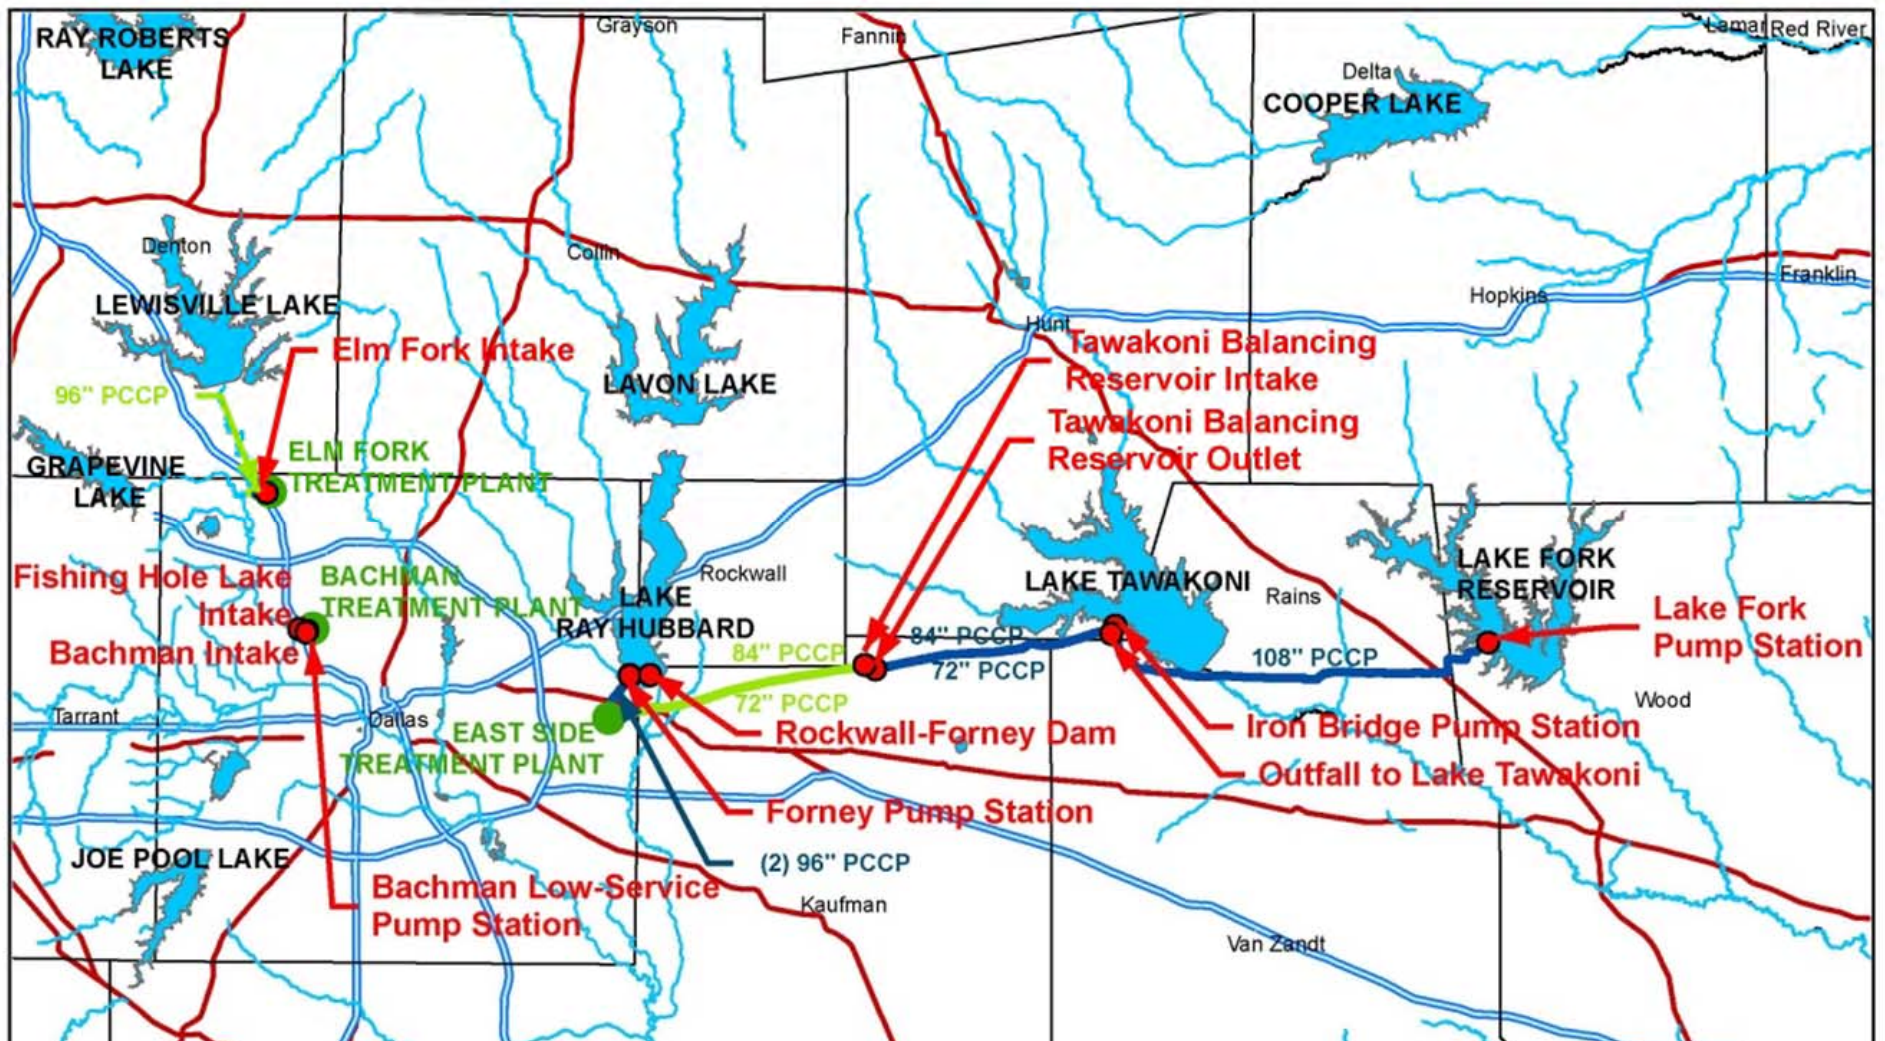 Grayson
Fannin
Lamar
Red River
RAY ROBERTS
LAKE
Delta
COOPER LAKE
Denton
Collin
LEWISVILLE LAKE
Franklin
Hopkins
Hunt
Elm Fork Intake
Tawakoni Balancing
Reservoir Intake
LAVON LAKE
96" PCCP
Tawakoni Balancing
Reservoir Outlet
ELM FORK
TREATMENT PLANT
GRAPEVINE
LAKE
Rockwall
LAKE TAWAKONI
Rains
LAKE FORK
RESERVOIR
Fishing Hole Lake
Intake
BACHMAN
TREATMENT PLANT
LAKE
RAY HUBBARD
Lake Fork
Pump Station
Bachman Intake
84" PCCP
84" PCCP
72" PCCP
108" PCCP
72" PCCP
Wood
Tarrant
Dallas
EAST SIDE
TREATMENT PLANT
Rockwall-Forney Dam
Iron Bridge Pump Station
Outfall to Lake Tawakoni
Forney Pump Station
(2) 96" PCCP
JOE POOL LAKE
Bachman Low-Service
Pump Station
Kaufman
Van Zandt